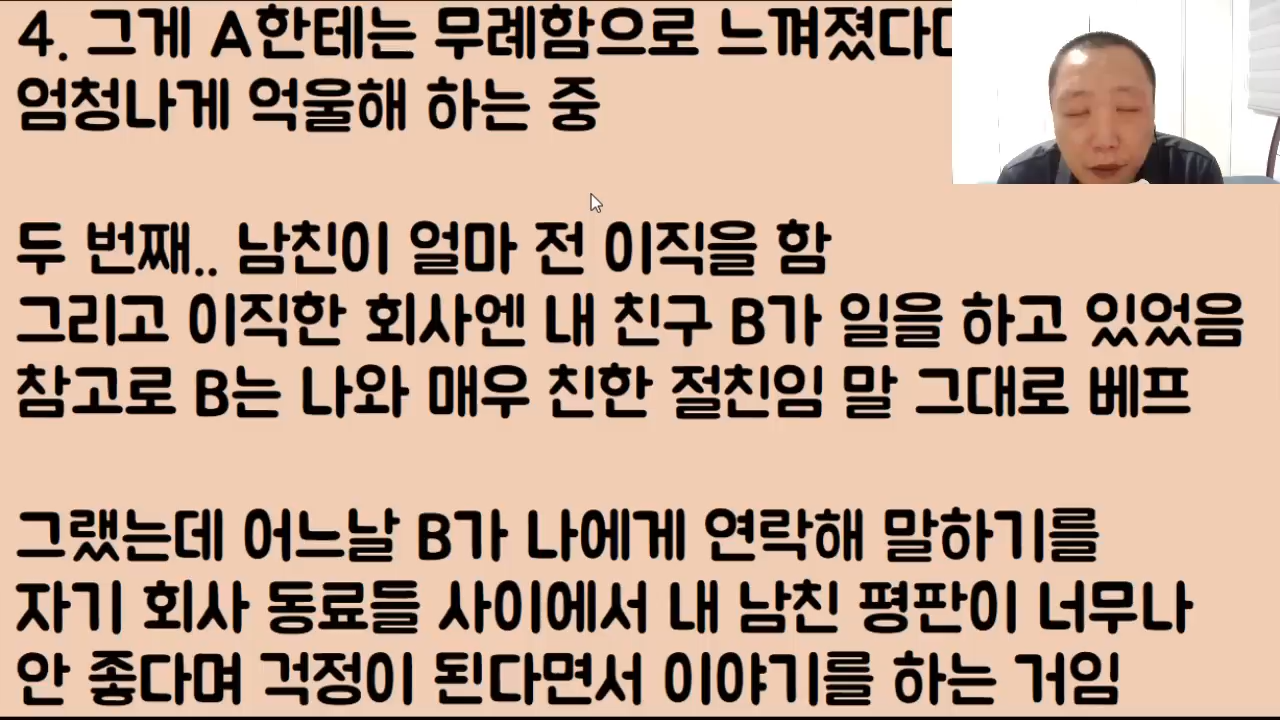 4. 그게 A한테는 무례함으로 느껴졌다
엄청나게 억울해 하는 중
두 번째.. 남친이 얼마 전 이직을 함
그리고 이직한 회사엔 내 친구 B가 일을 하고 있었음
참고로 B는 나와 매우 친한 절친임 말 그대로 베프
그랬는데 어느날 B가 나에게 연락해 말하기를
자기 회사 동료들 사이에서 내 남친 평판이 너무나
안 좋다며 걱정이 된다면서 이야기를 하는 거임